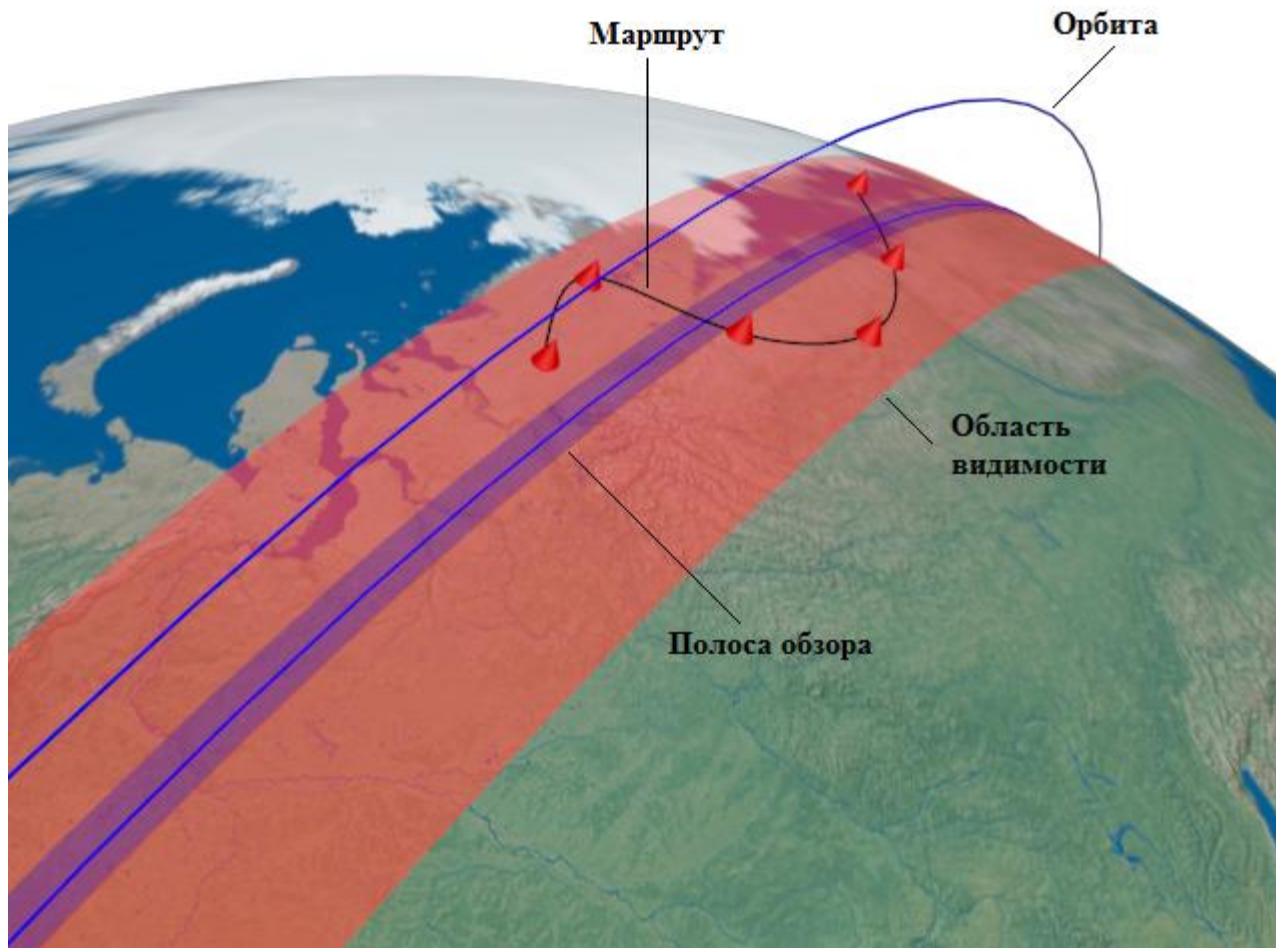 Орбита
Маршрут
Область
видимости
Полоса обзора